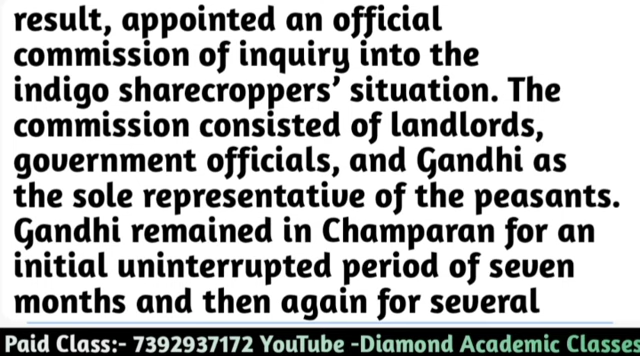 result, appointed an official
commission of inquiry into the
indigo sharecroppers’ situation. The
commission consisted of landlords,
government officials, and Gandhi as
the sole representative of the peasants.
Gandhi remained in Champaran for an
initial uninterrupted period of seven
months and then again for several
Paid Class:- 7392937172 YouTube -Diamond Academic Classes